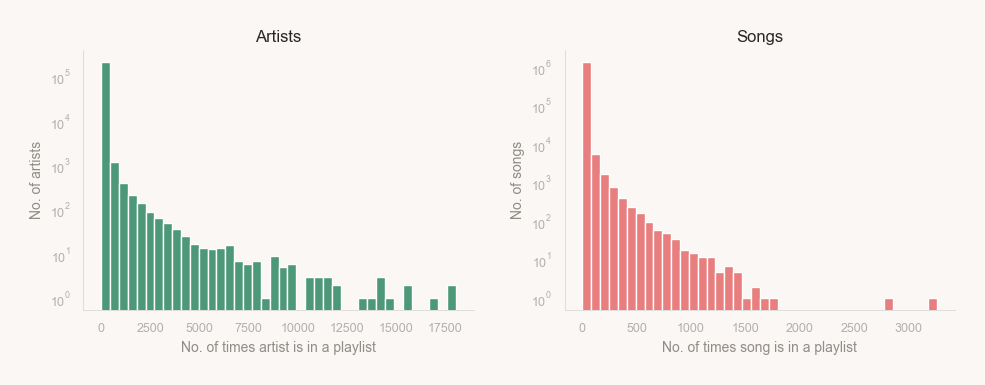 Artists
No. of artists
10^5
10^4
10^3
10^2
10^1
10^0
0 2500 5000 7500 10000 12500 15000 17500
No. of times artist is in a playlist
Songs
No. of songs
10^6
10^5
10^4
10^3
10^2
10^1
10^0
0 500 1000 1500 2000 2500 3000
No. of times song is in a playlist